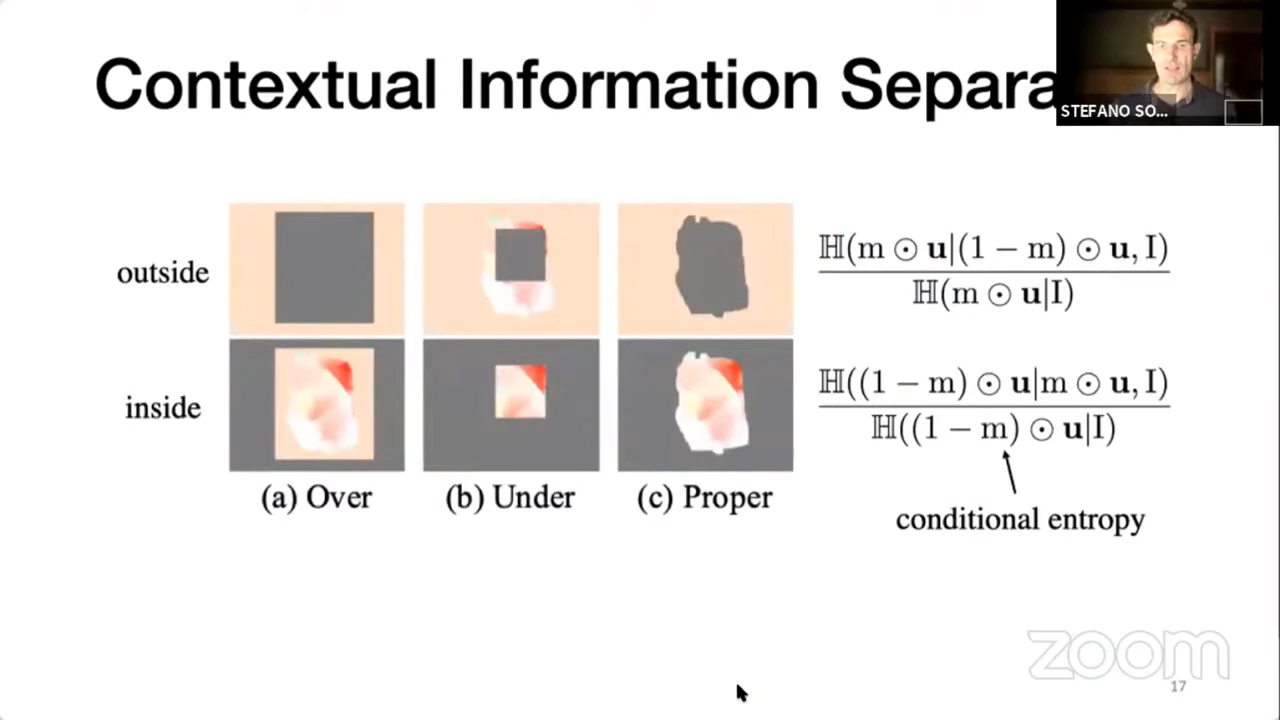 Contextual Information Separa
STEFANO SO...
outside
ℍ(m ⊙ u|(1 − m) ⊙ u, I)
ℍ(m ⊙ u|I)
inside
ℍ((1 − m) ⊙ u|m ⊙ u, I)
ℍ((1 − m) ⊙ u|I)
(a) Over
(b) Under
(c) Proper
conditional entropy
zoom
17